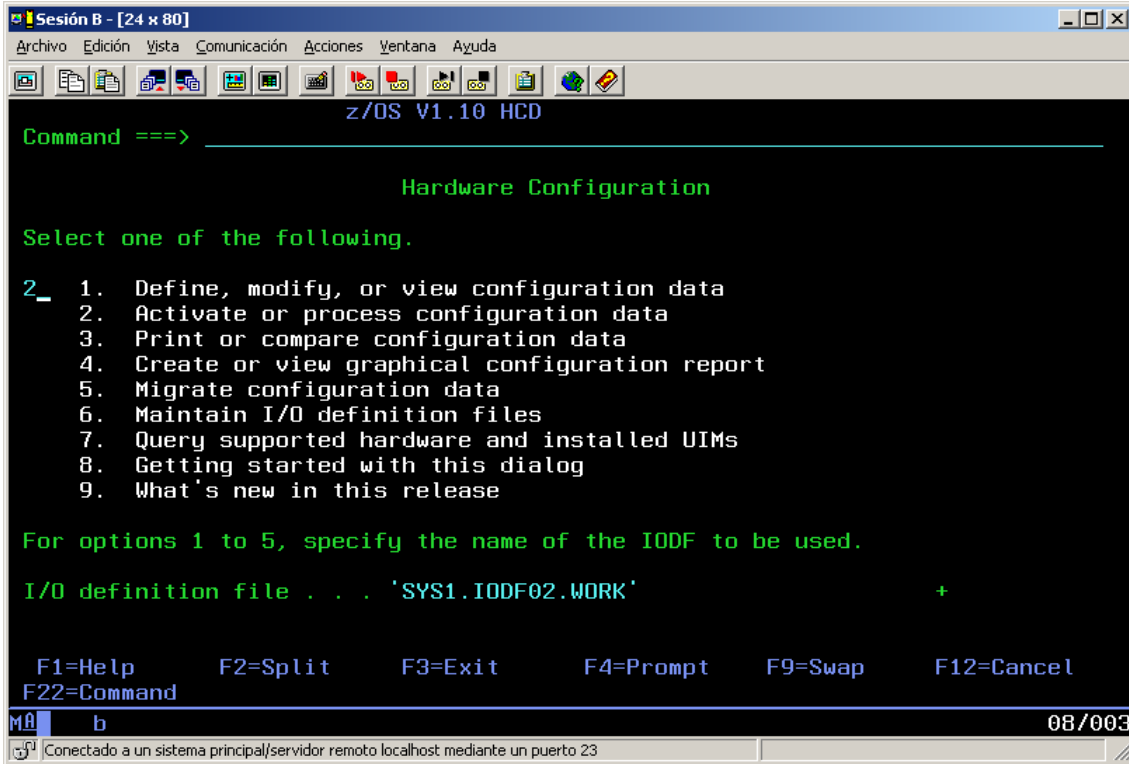 Sesión B - [24 x 80]
Archivo Edición Vista Comunicación Acciones Ventana Ayuda
z/OS V1.10 HCD
Command ===>
Hardware Configuration
Select one of the following.
2_ 1. Define, modify, or view configuration data
2. Activate or process configuration data
3. Print or compare configuration data
4. Create or view graphical configuration report
5. Migrate configuration data
6. Maintain I/O definition files
7. Query supported hardware and installed UIMs
8. Getting started with this dialog
9. What's new in this release
For options 1 to 5, specify the name of the IODF to be used.
I/O definition file . . . 'SYS1.IODF02.WORK' +
F1=Help F2=Split F3=Exit F4=Prompt F9=Swap F12=Cancel
F22=Command
MA b 08/003
Conectado a un sistema principal/servidor remoto localhost mediante un puerto 23